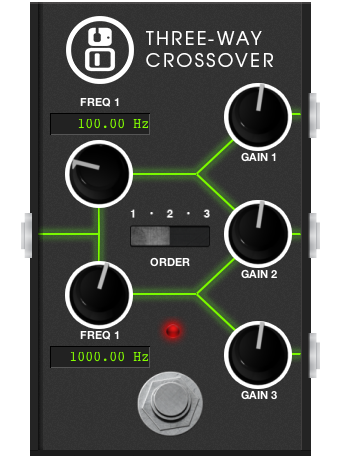 THREE-WAY
CROSSOVER
FREQ 1
100.00 Hz
GAIN 1
1 · 2 · 3
ORDER
GAIN 2
FREQ 1
1000.00 Hz
GAIN 3